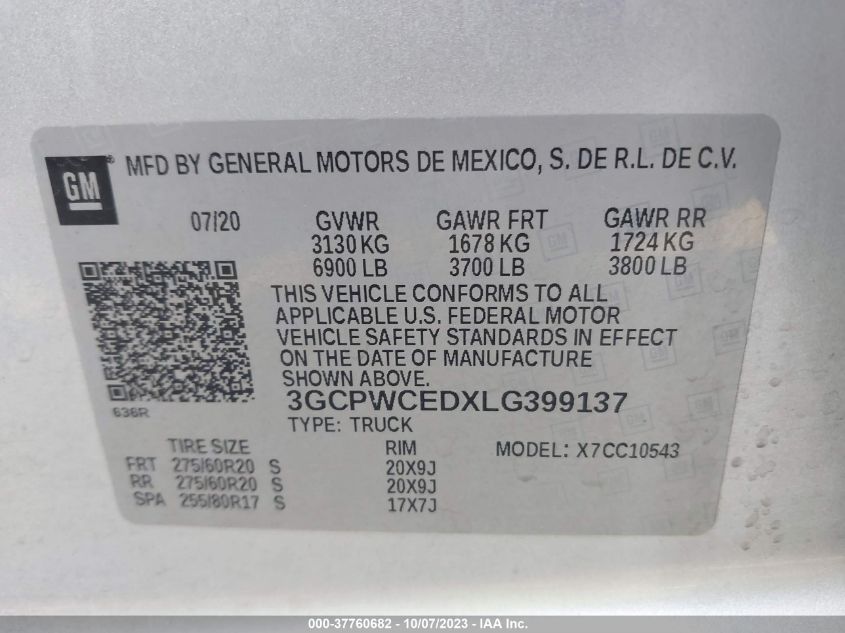 GM ® MFD BY GENERAL MOTORS DE MEXICO, S. DE R.L. DE C.V.
07/20 GVWR GAWR FRT GAWR RR
3130 KG 1678 KG 1724 KG
6900 LB 3700 LB 3800 LB
THIS VEHICLE CONFORMS TO ALL
APPLICABLE U.S. FEDERAL MOTOR
VEHICLE SAFETY STANDARDS IN EFFECT
ON THE DATE OF MANUFACTURE
SHOWN ABOVE.
636R
3GCPWCEDXLG399137
TYPE: TRUCK
TIRE SIZE RIM MODEL: X7CC10543
FRT 275/60R20 S 20X9J
RR 275/60R20 S 20X9J
SPA 255/80R17 S 17X7J
000-37760682 - 10/07/2023 - IAA Inc.